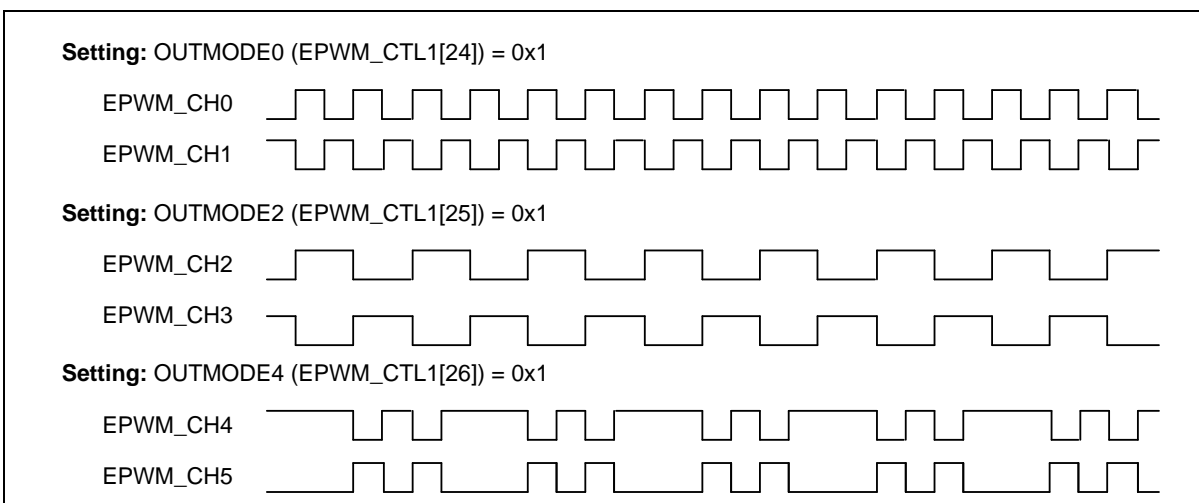 Setting: OUTMODE0 (EPWM_CTL1[24]) = 0x1
EPWM_CH0
EPWM_CH1
Setting: OUTMODE2 (EPWM_CTL1[25]) = 0x1
EPWM_CH2
EPWM_CH3
Setting: OUTMODE4 (EPWM_CTL1[26]) = 0x1
EPWM_CH4
EPWM_CH5